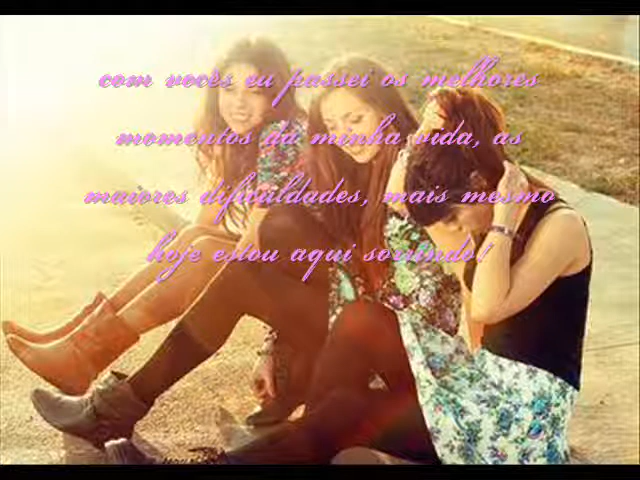 com vocês eu passei os melhores
momentos da minha vida, as
maiores dificuldades, mais mesmo
hoje estou aqui sorrindo!